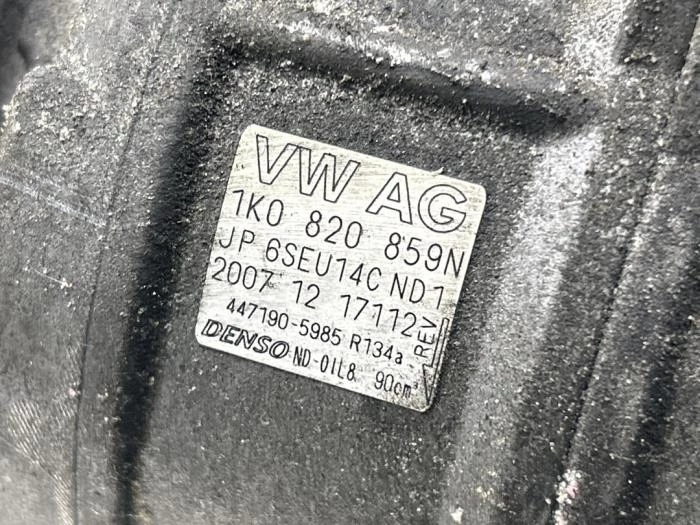 VW AG
1K0 820 859N
JP 6SEU14C ND1
2007 12 17112
REV
447190-5985 R134a
DENSO ND-OIL8 90cm³